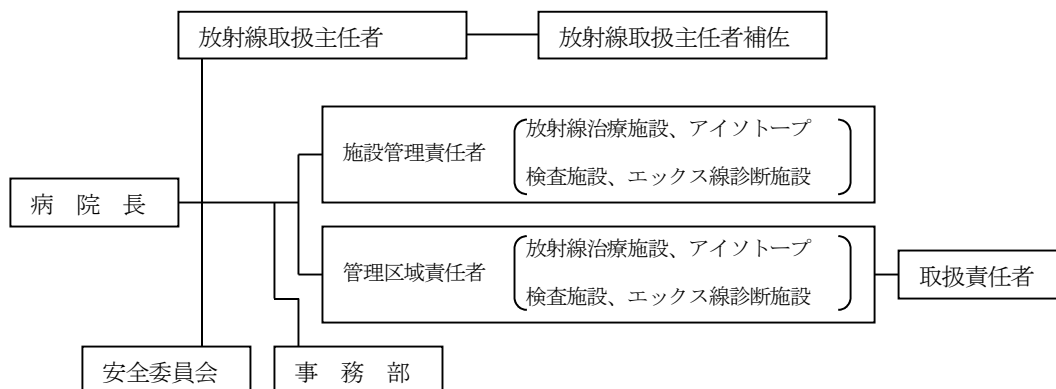 放射線取扱主任者
放射線取扱主任者補佐
施設管理責任者
放射線治療施設、アイソトープ
検査施設、エックス線診断施設
病 院 長
管理区域責任者
放射線治療施設、アイソトープ
検査施設、エックス線診断施設
取扱責任者
安全委員会
事 務 部